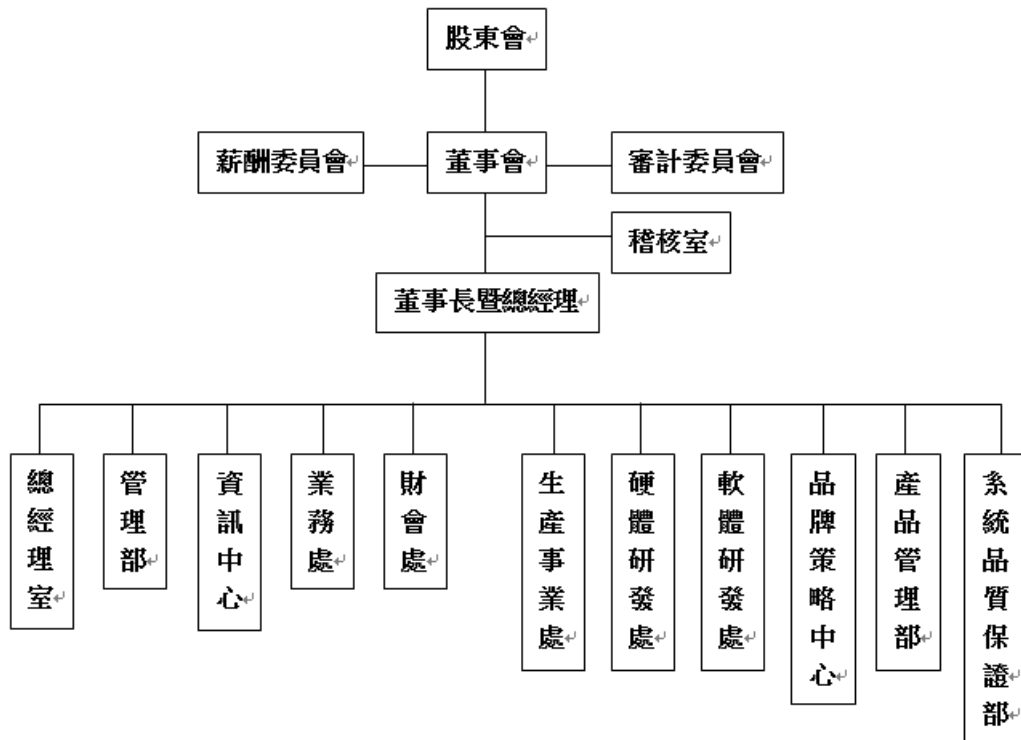 股東會
薪酬委員會
董事會
審計委員會
稽核室
董事長暨總經理
總經理室
管理部
資訊中心
業務處
財會處
生產事業處
硬體研發處
軟體研發處
品牌策略中心
產品管理部
系統品質保證部